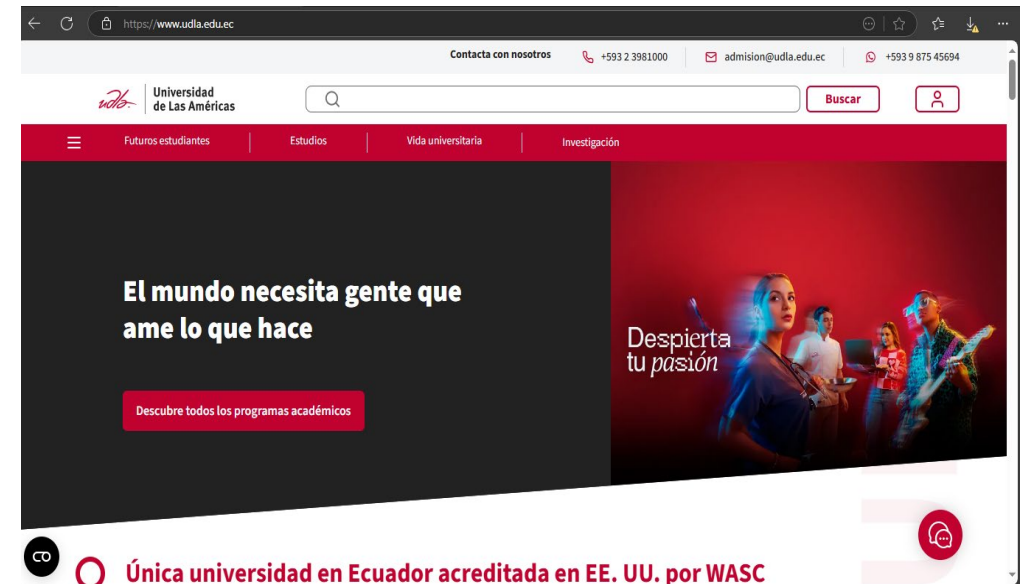 https://www.udla.edu.ec
Contacta con nosotros +593 2 3981000 admision@udla.edu.ec +593 9 875 45694
udla-
Universidad
de Las Américas
Buscar
Futuros estudiantes Estudios Vida universitaria Investigación
El mundo necesita gente que
ame lo que hace
Despierta
tu pasión
Descubre todos los programas académicos
Única universidad en Ecuador acreditada en EE. UU. por WASC